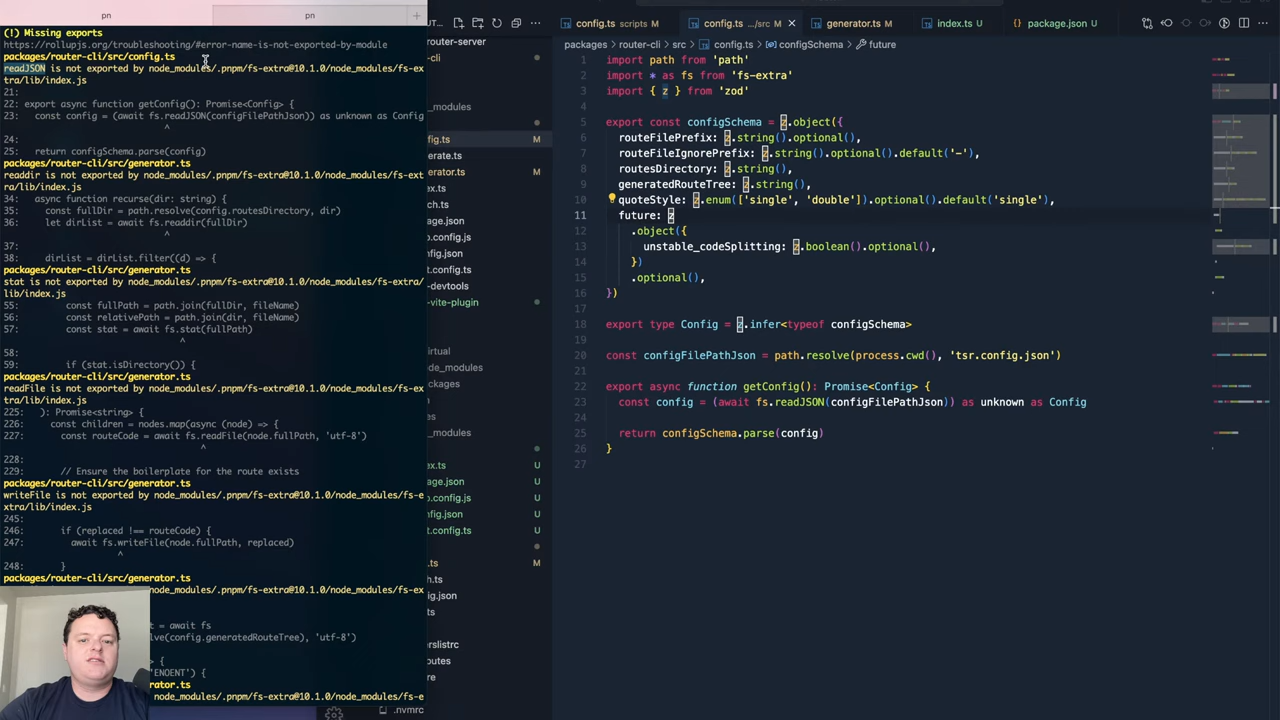 pn
pn
+
(!) Missing exports
https://rollupjs.org/troubleshooting/#error-name-is-not-exported-by-module
packages/router-cli/src/config.ts
readJSON is not exported by node_modules/.pnpm/fs-extra@10.1.0/node_modules/fs-ex
tra/lib/index.js
21:
22: export async function getConfig(): Promise<Config> {
23:   const config = (await fs.readJSON(configFilePathJson)) as unknown as Config
^
24:
25:   return configSchema.parse(config)
packages/router-cli/src/generator.ts
readdir is not exported by node_modules/.pnpm/fs-extra@10.1.0/node_modules/fs-ex
tra/lib/index.js
34:   async function recurse(dir: string) {
35:     const fullDir = path.resolve(config.routesDirectory, dir)
36:     let dirList = await fs.readdir(fullDir)
^
37:
38:     dirList = dirList.filter((d) => {
packages/router-cli/src/generator.ts
stat is not exported by node_modules/.pnpm/fs-extra@10.1.0/node_modules/fs-extra/
lib/index.js
55:         const fullPath = path.join(fullDir, fileName)
56:         const relativePath = path.join(dir, fileName)
57:         const stat = await fs.stat(fullPath)
^
58:
59:         if (stat.isDirectory()) {
packages/router-cli/src/generator.ts
readFile is not exported by node_modules/.pnpm/fs-extra@10.1.0/node_modules/fs-ex
tra/lib/index.js
225:   ): Promise<string> {
226:     const children = nodes.map(async (node) => {
227:       const routeCode = await fs.readFile(node.fullPath, 'utf-8')
^
228:
229:       // Ensure the boilerplate for the route exists
packages/router-cli/src/generator.ts
writeFile is not exported by node_modules/.pnpm/fs-extra@10.1.0/node_modules/fs-e
xtra/lib/index.js
245:
246:       if (replaced !== routeCode) {
247:         await fs.writeFile(node.fullPath, replaced)
^
248:       }
packages/router-cli/src/generator.ts
node_modules/.pnpm/fs-extra@10.1.0/node_modules/fs-ex
t = await fs
lve(config.generatedRouteTree), 'utf-8')
> {
'ENOENT') {
erator.ts
node_modules/.pnpm/fs-extra@10.1.0/node_modules/fs-e
UT...
outer-server
-cli
_modules
fig.ts M
erate.ts
erator.ts M
ex.ts
age.json
o.config.js
onfig.json
-devtools
-vite-plugin
virtual
de_modules
ckages
es
_modules
ex.ts U
age.json U
o.config.js U
nfig.json U
t.config.ts U
.ts M
ch.ts
nfig.json
ts
erslistrc
ibutes
re
.nvmrc
config.ts scripts M
config.ts .../src M
generator.ts M
index.ts U
package.json U
packages > router-cli > src > config.ts > configSchema > future
1 import path from 'path'
2 import * as fs from 'fs-extra'
3 import { z } from 'zod'
4
5 export const configSchema = z.object({
6   routeFilePrefix: z.string().optional(),
7   routeFileIgnorePrefix: z.string().optional().default('-'),
8   routesDirectory: z.string(),
9   generatedRouteTree: z.string(),
10   quoteStyle: z.enum(['single', 'double']).optional().default('single'),
11   future: z
12     .object({
13       unstable_codeSplitting: z.boolean().optional(),
14     })
15     .optional(),
16 })
17
18 export type Config = z.infer<typeof configSchema>
19
20 const configFilePathJson = path.resolve(process.cwd(), 'tsr.config.json')
21
22 export async function getConfig(): Promise<Config> {
23   const config = (await fs.readJSON(configFilePathJson)) as unknown as Config
24
25   return configSchema.parse(config)
26 }
27